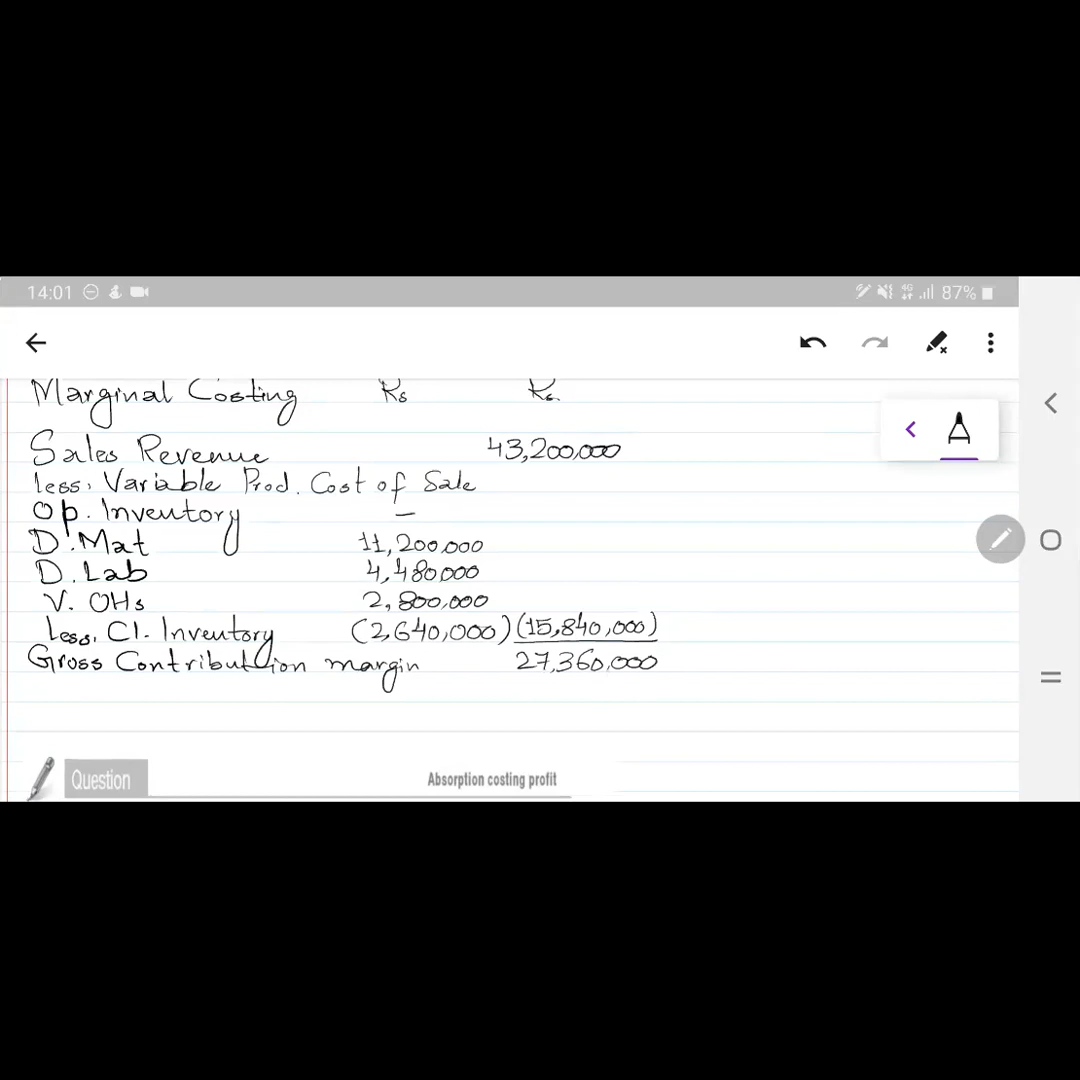 14:01 4G 87%
Marginal Costing Rs Rs.
Sales Revenue 43,200,000
less, Variable Prod. Cost of Sale
Op. Inventory –
D. Mat 11,200,000
D. Lab 4,480,000
V. OHs 2,800,000
Less, Cl. Inventory (2,640,000) (15,840,000)
Gross Contribution margin 27,360,000
Question Absorption costing profit